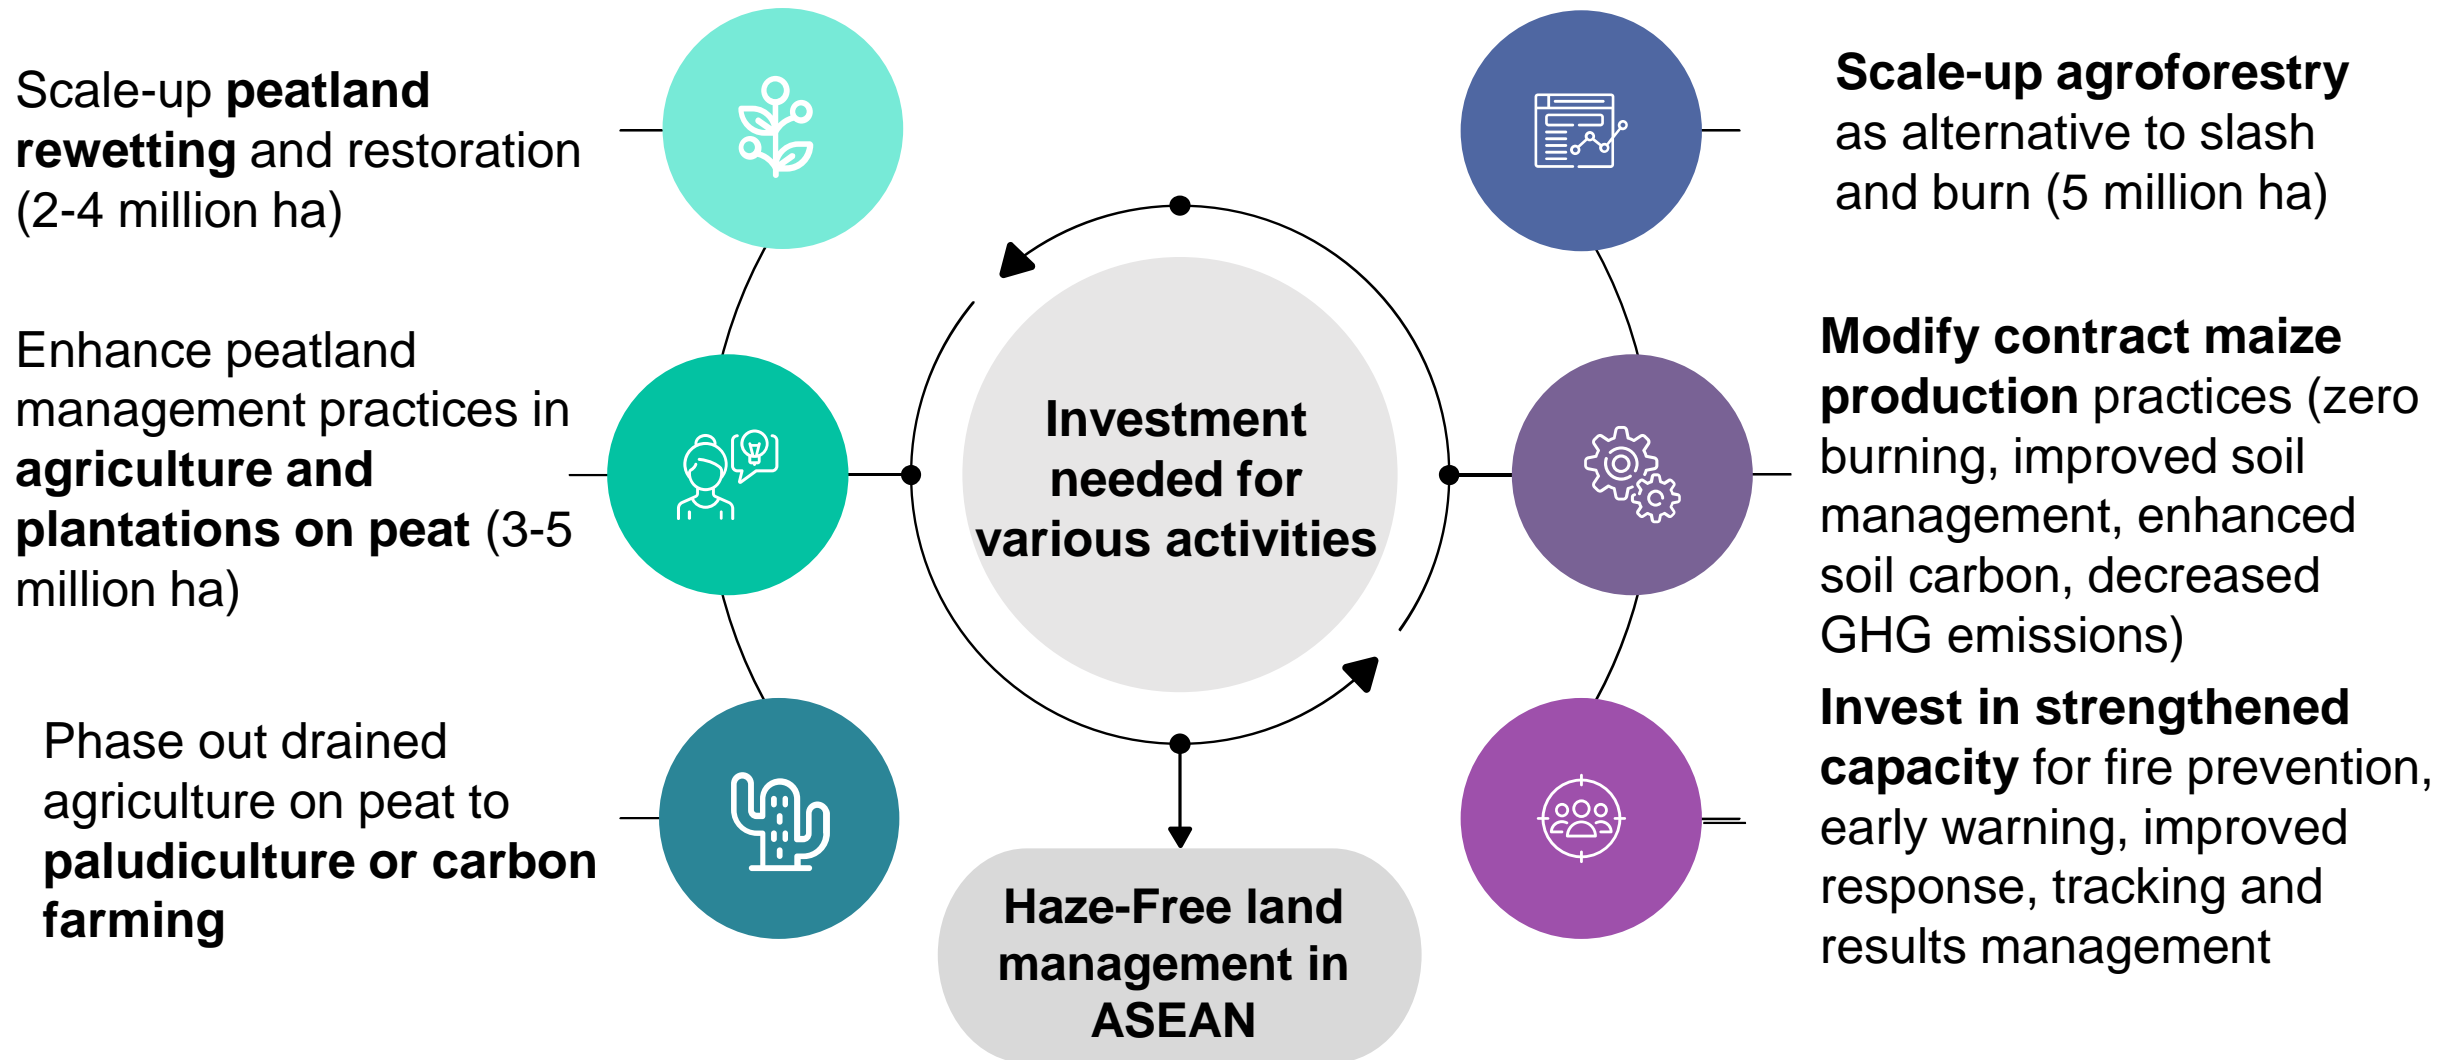 Scale-up peatland
rewetting and restoration
(2-4 million ha)
Enhance peatland
management practices in
agriculture and
plantations on peat (3-5
million ha)
Phase out drained
agriculture on peat to
paludiculture or carbon
farming
Investment
needed for
various activities
Haze-Free land
management in
ASEAN
Scale-up agroforestry
as alternative to slash
and burn (5 million ha)
Modify contract maize
production practices (zero
burning, improved soil
management, enhanced
soil carbon, decreased
GHG emissions)
Invest in strengthened
capacity for fire prevention,
early warning, improved
response, tracking and
results management